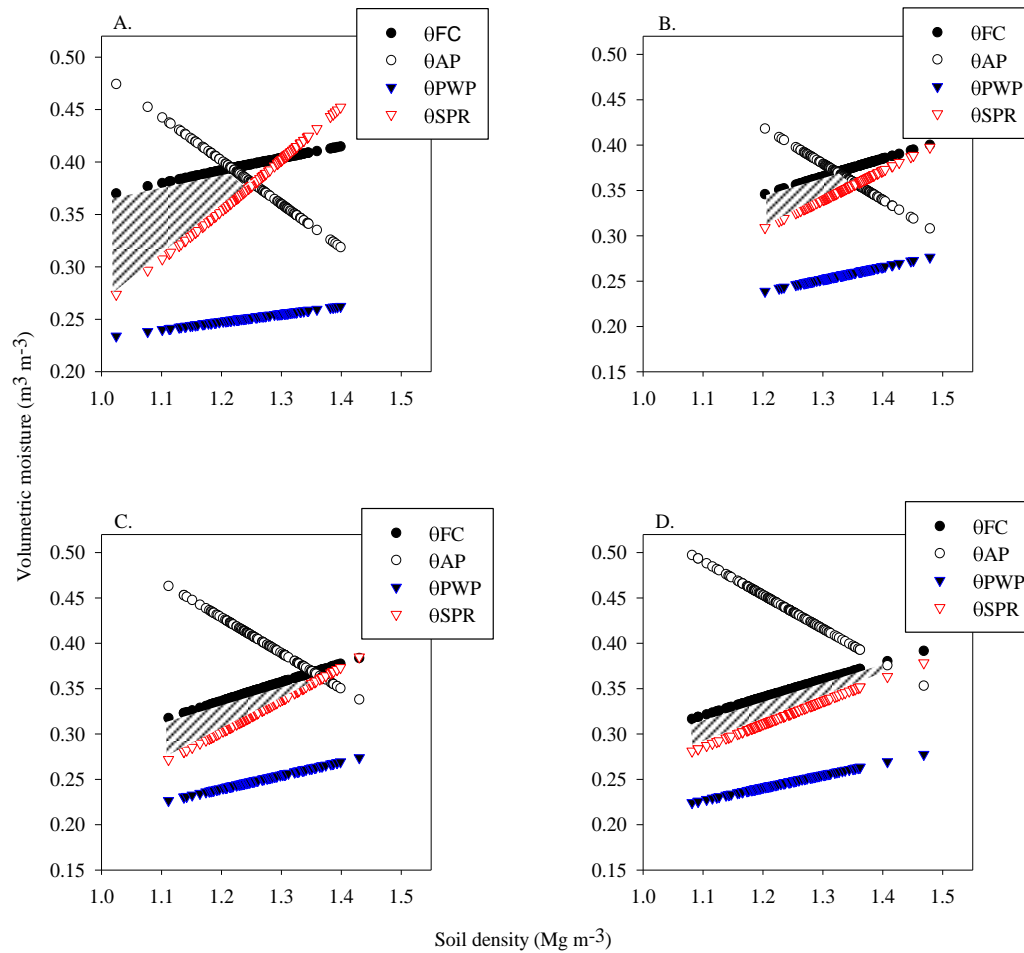 A.
θFC
θAP
θPWP
θSPR
0.50
0.45
0.40
0.35
0.30
0.25
0.20
1.0 1.1 1.2 1.3 1.4 1.5
B.
θFC
θAP
θPWP
θSPR
0.50
0.45
0.40
0.35
0.30
0.25
0.20
0.15
1.0 1.1 1.2 1.3 1.4 1.5
Volumetric moisture (m³ m⁻³)
C.
θFC
θAP
θPWP
θSPR
0.50
0.45
0.40
0.35
0.30
0.25
0.20
0.15
1.0 1.1 1.2 1.3 1.4 1.5
D.
θFC
θAP
θPWP
θSPR
0.50
0.45
0.40
0.35
0.30
0.25
0.20
0.15
1.0 1.1 1.2 1.3 1.4 1.5
Soil density (Mg m⁻³)